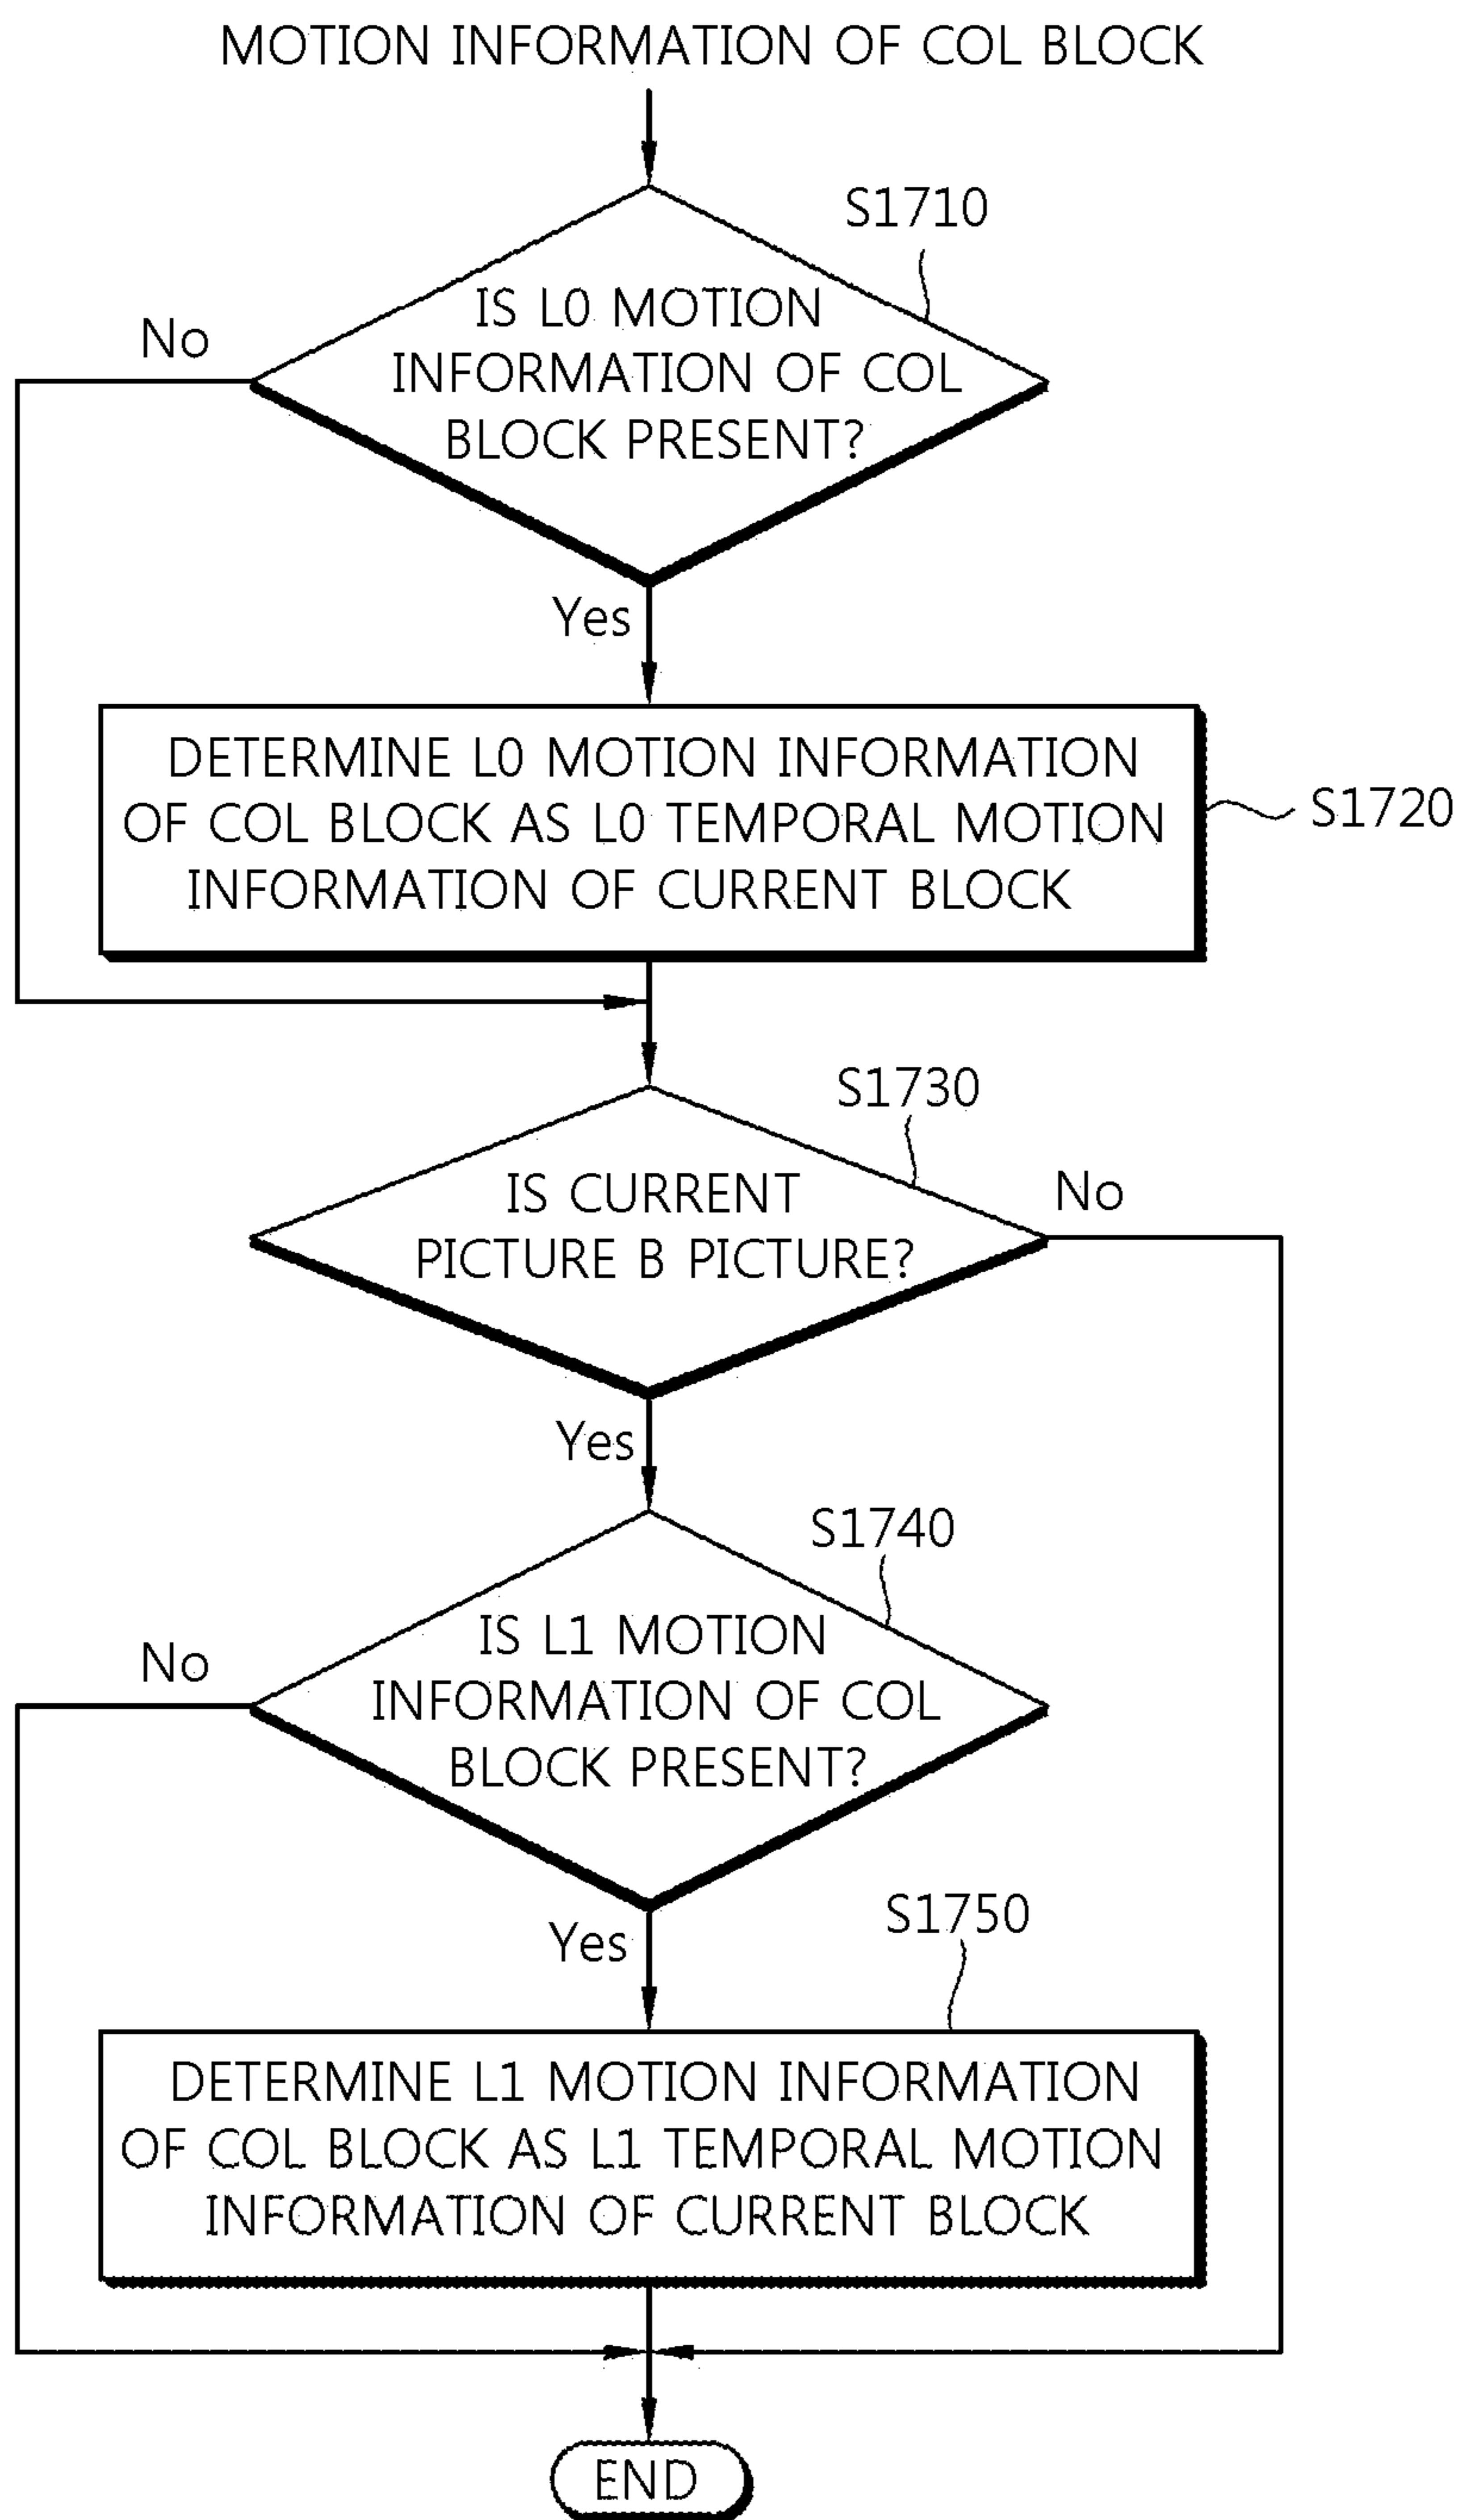 MOTION INFORMATION OF COL BLOCK
S1710
IS L0 MOTION
No
INFORMATION OF COL
BLOCK PRESENT?
Yes
DETERMINE L0 MOTION INFORMATION
OF COL BLOCK AS L0 TEMPORAL MOTION
S1720
INFORMATION OF CURRENT BLOCK
S1730
IS CURRENT
No
PICTURE B PICTURE?
Yes
S1740
IS L1 MOTION
No
INFORMATION OF COL
BLOCK PRESENT?
S1750
Yes
DETERMINE L1 MOTION INFORMATION
OF COL BLOCK AS L1 TEMPORAL MOTION
INFORMATION OF CURRENT BLOCK
END